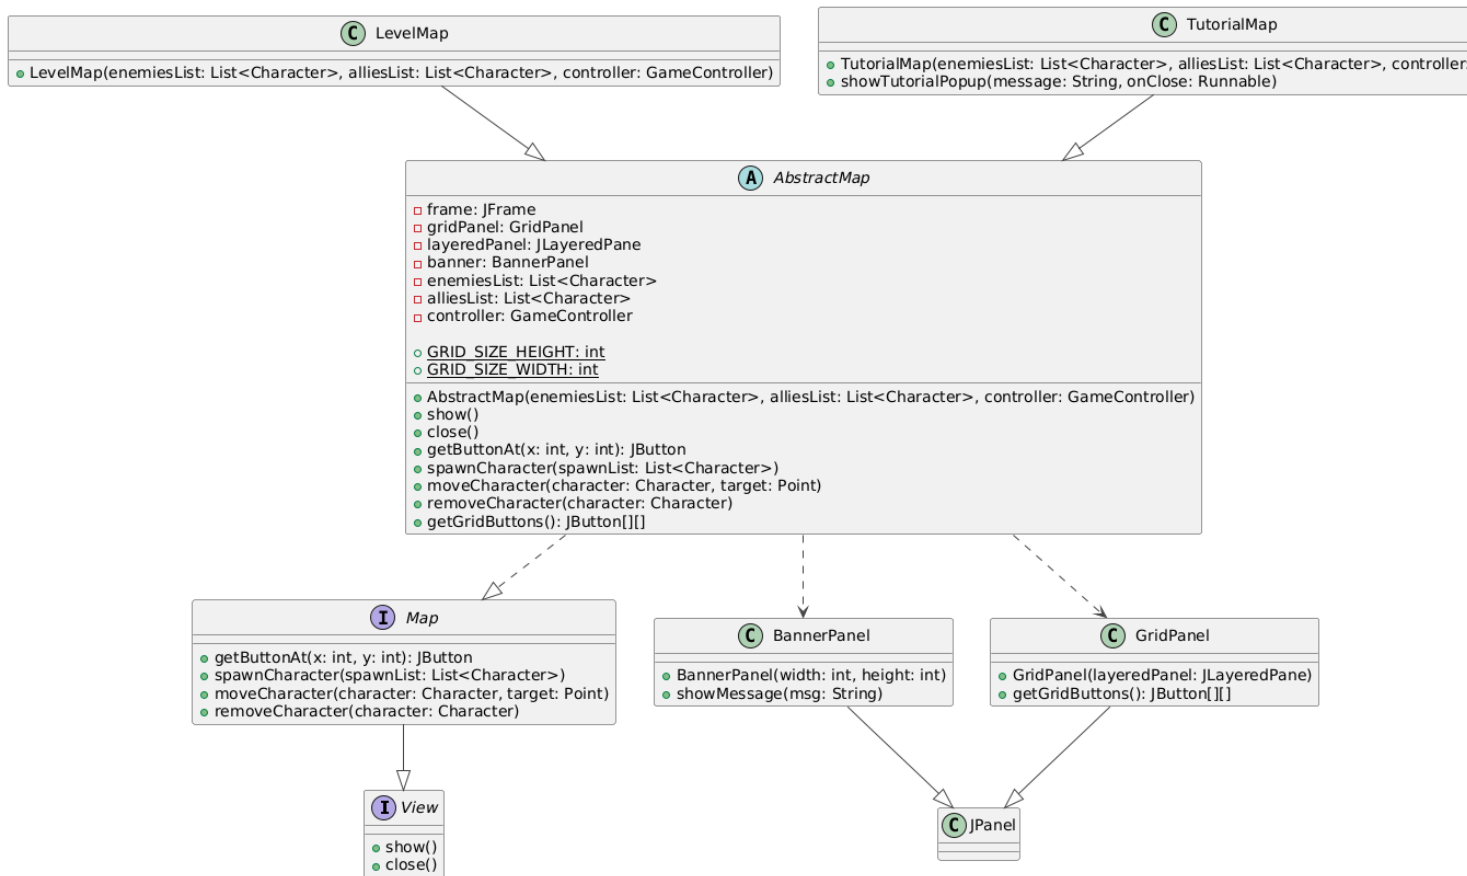 C LevelMap
LevelMap(enemiesList: List<Character>, alliesList: List<Character>, controller: GameController)
C TutorialMap
TutorialMap(enemiesList: List<Character>, alliesList: List<Character>, controller:
showTutorialPopup(message: String, onClose: Runnable)
A AbstractMap
frame: JFrame
gridPanel: GridPanel
layeredPanel: JLayeredPane
banner: BannerPanel
enemiesList: List<Character>
alliesList: List<Character>
controller: GameController
GRID_SIZE_HEIGHT: int
GRID_SIZE_WIDTH: int
AbstractMap(enemiesList: List<Character>, alliesList: List<Character>, controller: GameController)
show()
close()
getButtonAt(x: int, y: int): JButton
spawnCharacter(spawnList: List<Character>)
moveCharacter(character: Character, target: Point)
removeCharacter(character: Character)
getGridButtons(): JButton[][]
I Map
getButtonAt(x: int, y: int): JButton
spawnCharacter(spawnList: List<Character>)
moveCharacter(character: Character, target: Point)
removeCharacter(character: Character)
C BannerPanel
BannerPanel(width: int, height: int)
showMessage(msg: String)
C GridPanel
GridPanel(layeredPanel: JLayeredPane)
getGridButtons(): JButton[][]
I View
show()
close()
C JPanel